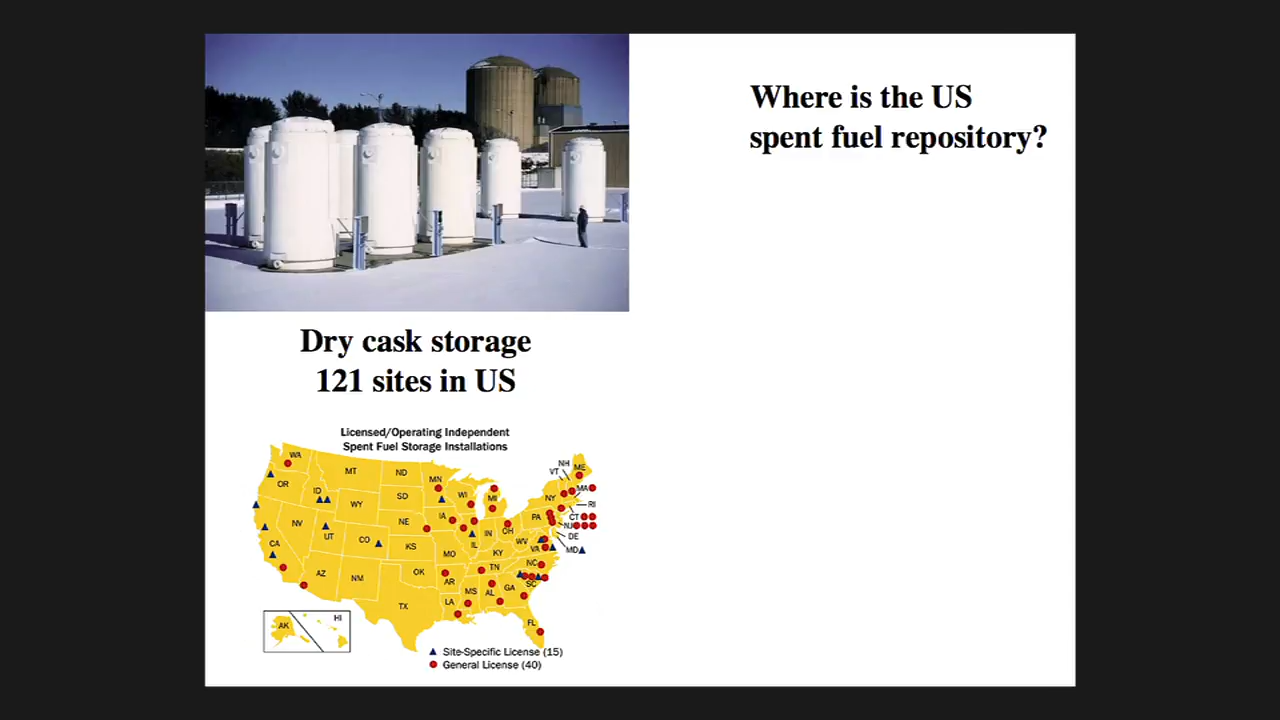 Where is the US
spent fuel repository?
Dry cask storage
121 sites in US
Licensed/Operating Independent
Spent Fuel Storage Installations
WA
OR
ID
MT
ND
MN
WI
MI
NH
VT
ME
MA
RI
CT
NJ
DE
MD
NY
PA
SD
WY
NV
UT
CO
NE
IA
IL
IN
OH
WV
VA
CA
AZ
NM
KS
MO
KY
OK
AR
TN
NC
SC
MS
AL
GA
LA
TX
FL
AK
HI
Site-Specific License (15)
General License (40)